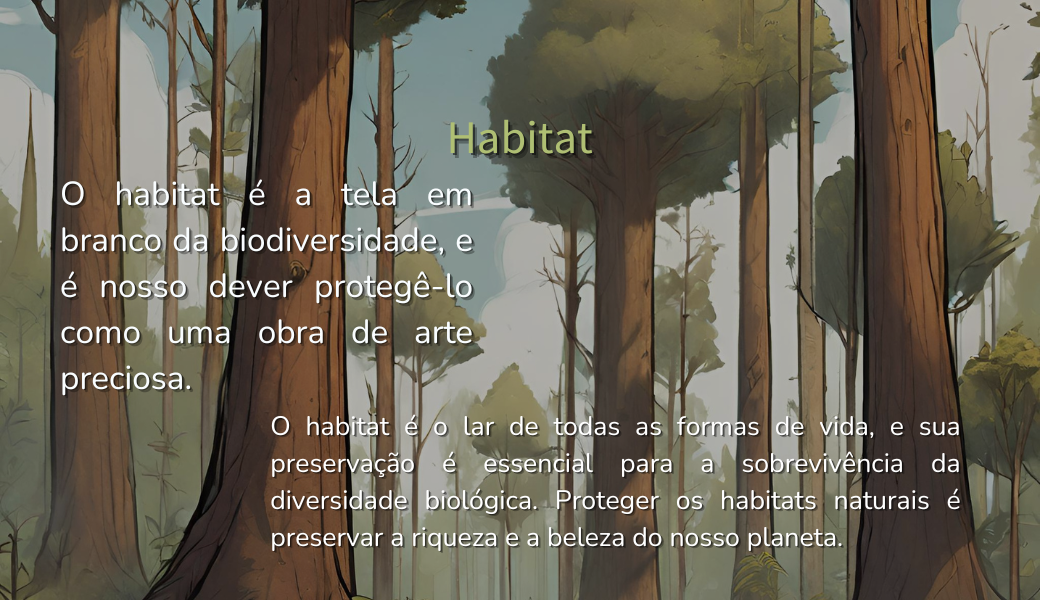 Habitat
O habitat é a tela em
branco da biodiversidade, e
é nosso dever protegê-lo
como uma obra de arte
preciosa.
O habitat é o lar de todas as formas de vida, e sua
preservação é essencial para a sobrevivência da
diversidade biológica. Proteger os habitats naturais é
preservar a riqueza e a beleza do nosso planeta.